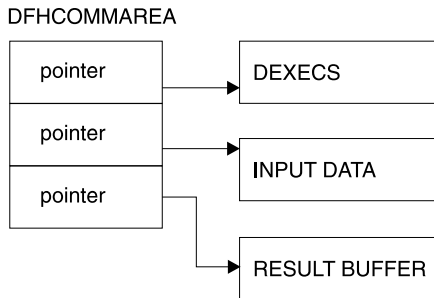 DFHCOMMAREA
pointer
DEXECS
pointer
INPUT DATA
pointer
RESULT BUFFER